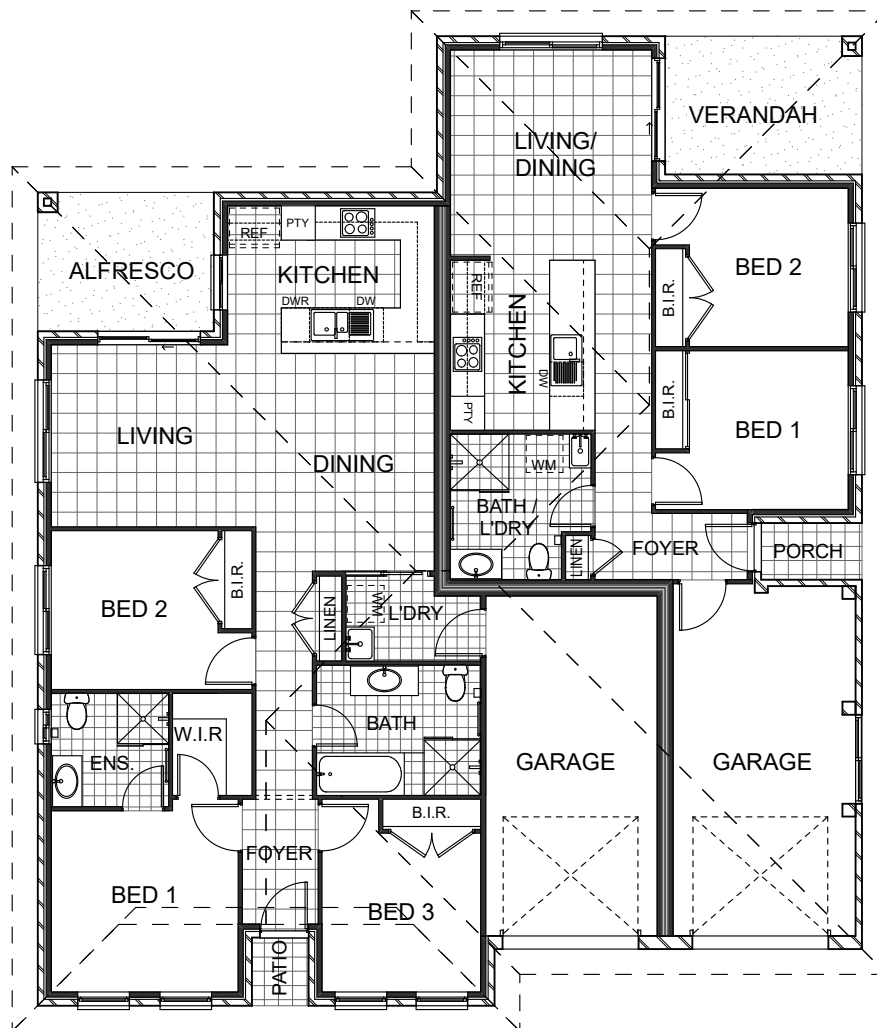 VERANDAH
LIVING/
DINING
REF
PTY
ALFRESCO
KITCHEN
BED 2
DWR
DW
B.I.R.
REF
KITCHEN
DW
PTY
B.I.R.
BED 1
LIVING
DINING
WM
BATH /
L'DRY
LINEN
FOYER
PORCH
BED 2
B.I.R.
LINEN
WM
L'DRY
W.I.R
BATH
ENS.
GARAGE
GARAGE
B.I.R.
FOYER
BED 1
BED 3
PATIO